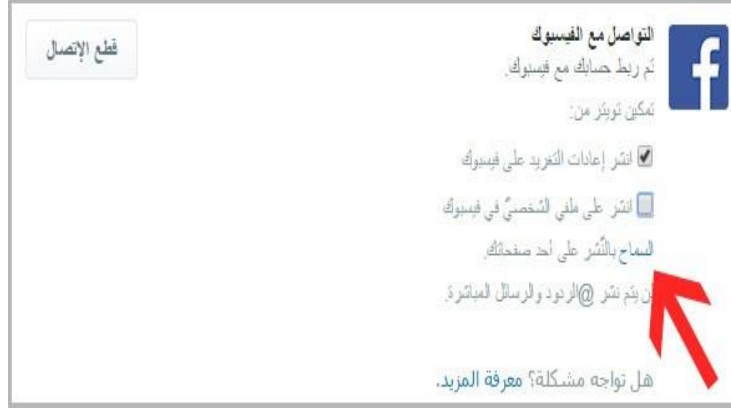 التواصل مع الفيسبوك
قطع الإتصال
تم ربط حسابك مع فيسبوك.
تمكين تويتر من:
انشر إعادات التغريد على فيسبوك
انشر على ملفي الشخصيّ في فيسبوك
السماح بالنَّشر على أحد صفحاتك.
لن يتم نشر @الردود والرسائل المباشرة.
هل تواجه مشكلة؟ معرفة المزيد.